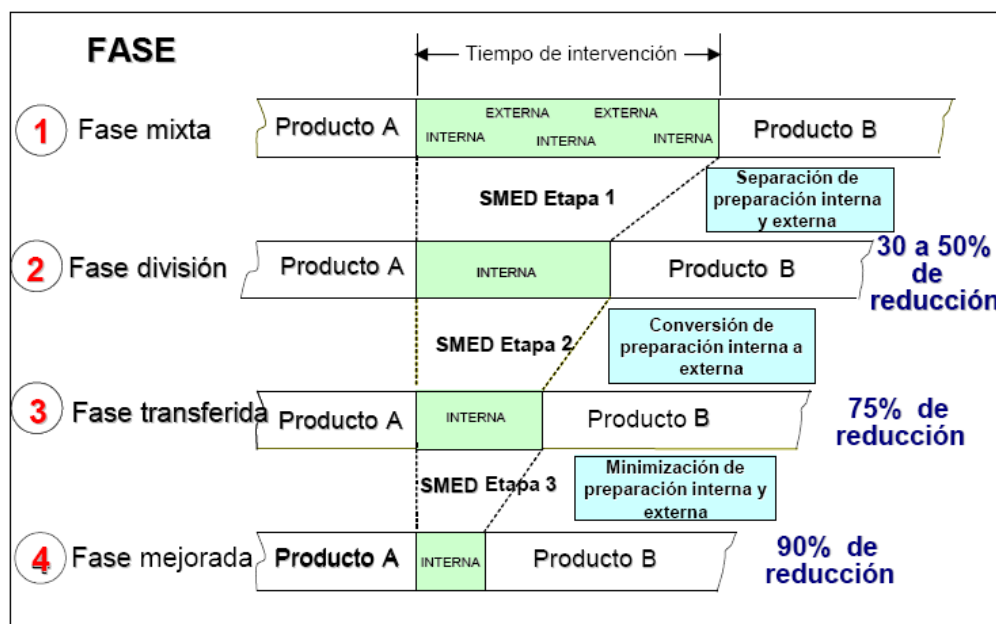 FASE
Tiempo de intervención
1 Fase mixta
Producto A
EXTERNA EXTERNA
INTERNA INTERNA INTERNA
Producto B
SMED Etapa 1
Separación de
preparación interna
y externa
2 Fase división
Producto A
INTERNA
Producto B
30 a 50%
de
reducción
SMED Etapa 2
Conversión de
preparación interna a
externa
3 Fase transferida
Producto A
INTERNA
Producto B
75% de
reducción
SMED Etapa 3
Minimización de
preparación interna y
externa
4 Fase mejorada
Producto A
INTERNA
Producto B
90% de
reducción